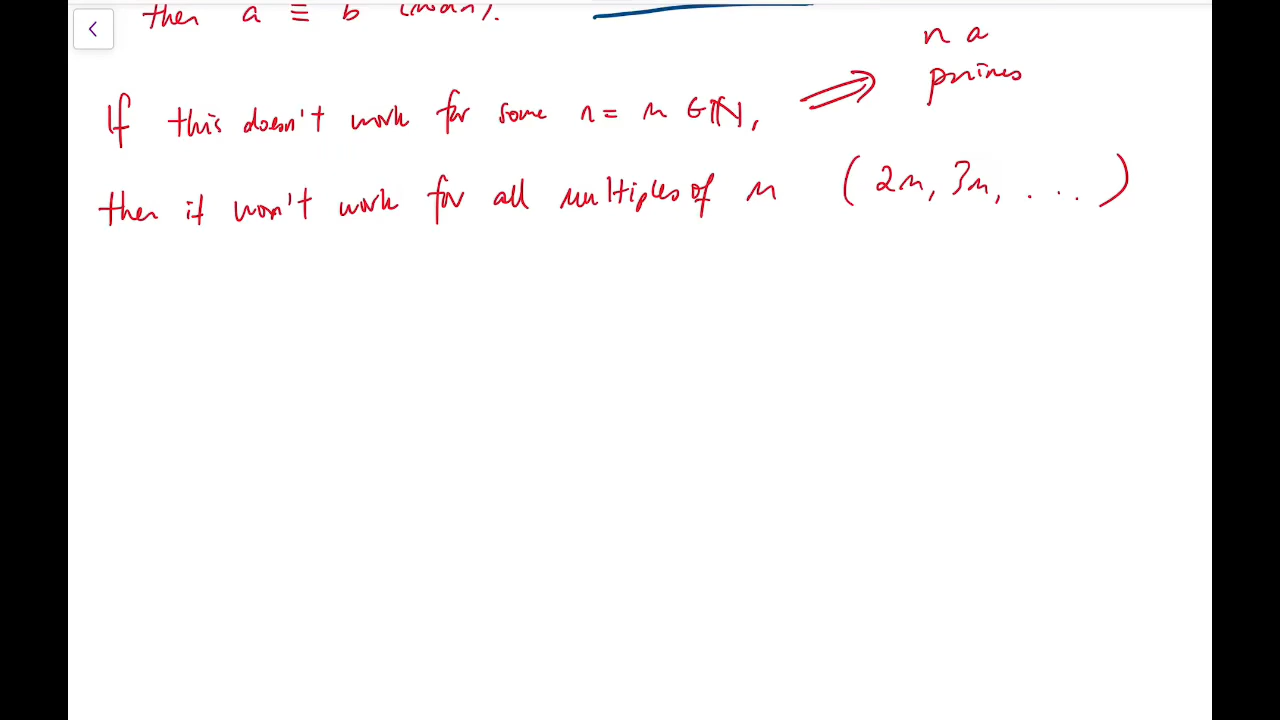 then a ≡ b (mod n).
n a
primes
If this doesn't work for some n = m ∈ ℕ,
then it won't work for all multiples of m (2m, 3m, ...)